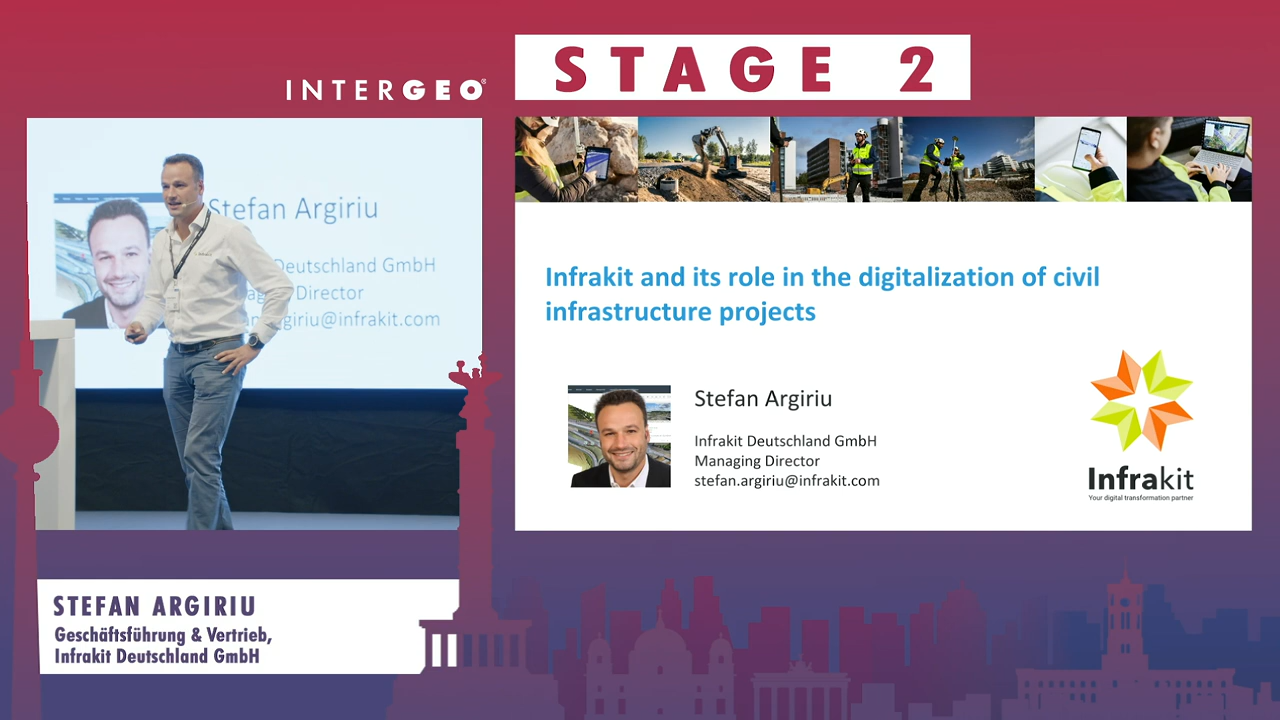 INTERGEO®
STAGE 2
Stefan Argiriu
Deutschland GmbH
Director
@infrakit.com
Infrakit and its role in the digitalization of civil
infrastructure projects
Stefan Argiriu
Infrakit Deutschland GmbH
Managing Director
stefan.argiriu@infrakit.com
Infrakit
Your digital transformation partner
STEFAN ARGIRIU
Geschäftsführung & Vertrieb,
Infrakit Deutschland GmbH